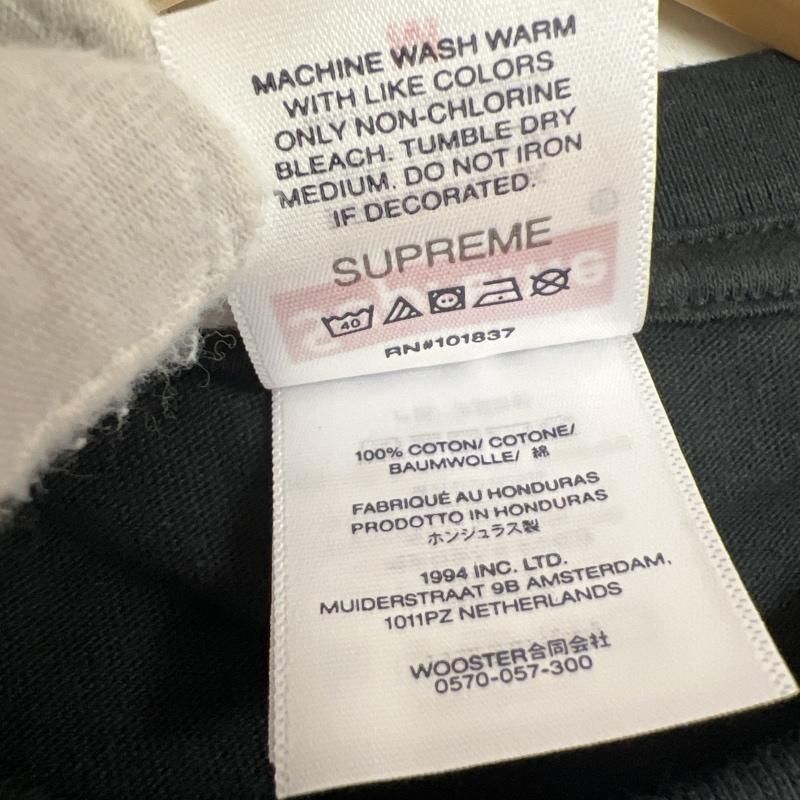 MACHINE WASH WARM
WITH LIKE COLORS
ONLY NON-CHLORINE
BLEACH. TUMBLE DRY
MEDIUM. DO NOT IRON
IF DECORATED.
SUPREME
40
RN#101837
100% COTON/ COTONE/
BAUMWOLLE/ 綿
FABRIQUÉ AU HONDURAS
PRODOTTO IN HONDURAS
ホンジュラス製
1994 INC. LTD.
MUIDERSTRAAT 9B AMSTERDAM,
1011PZ NETHERLANDS
WOOSTER合同会社
0570-057-300